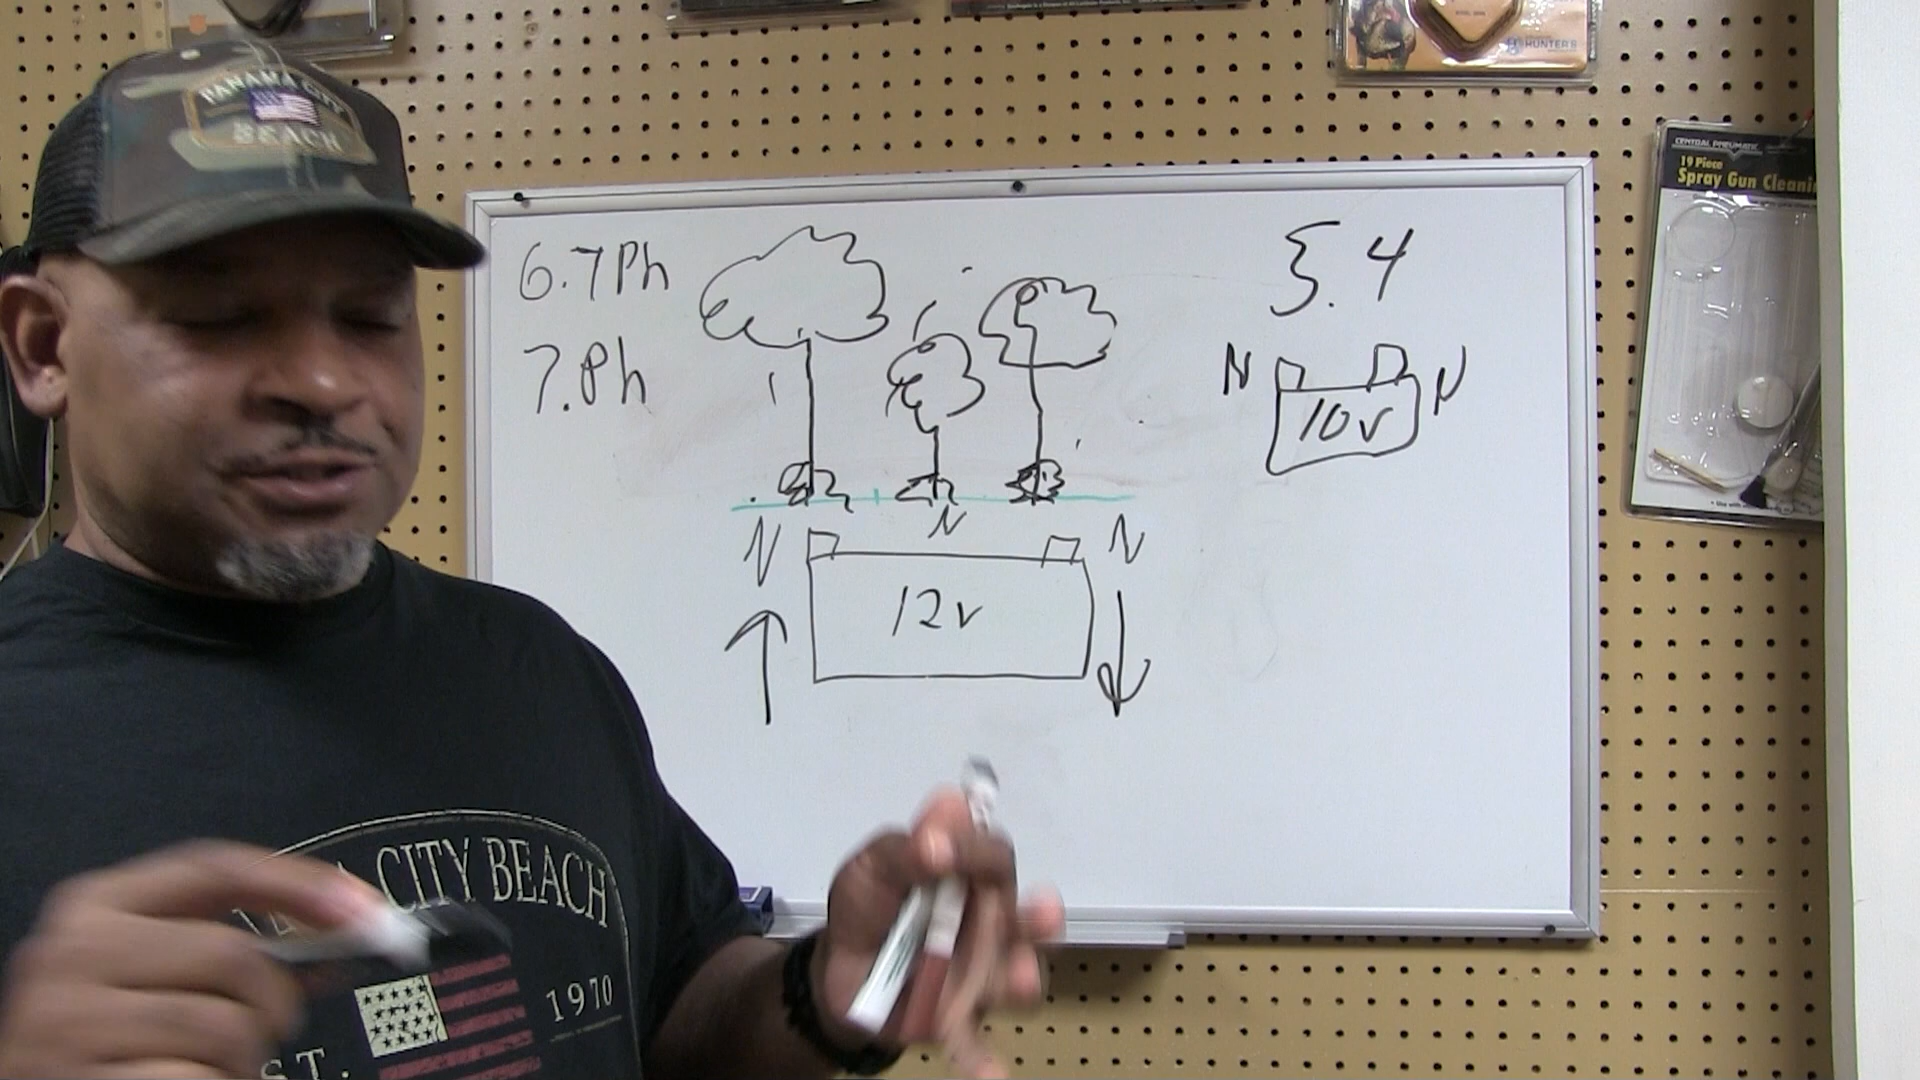 PANAMA CITY
BEACH
HUNTER'S
CENTRAL PNEUMATIC
19 Piece
Spray Gun Cleani
6.7Ph
7.Ph
5.4
N
10v
N
N
N
N
12v
CITY BEACH
1970
ST.